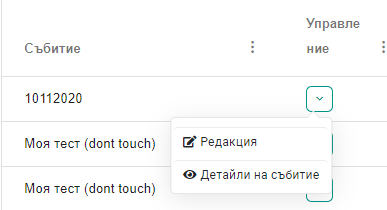 Управле
Събитие
ние
10112020
Моя тест (dont touch)
Редакция
Детайли на събитие
Моя тест (dont touch)